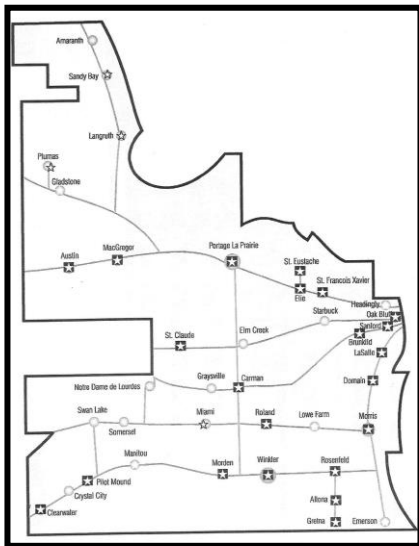 Amaranth
Sandy Bay
Langruth
Plumas
Gladstone
MacGregor
Austin
Portage La Prairie
St. Eustache
St. Francois Xavier
Elie
Headingly
Starbuck
Oak Bluff
Sanford
Brunkild
LaSalle
St. Claude
Elm Creek
Domain
Notre Dame de Lourdes
Graysville
Carman
Swan Lake
Somerset
Miami
Roland
Lowe Farm
Morris
Manitou
Morden
Winkler
Rosenfeld
Pilot Mound
Crystal City
Clearwater
Altona
Gretna
Emerson